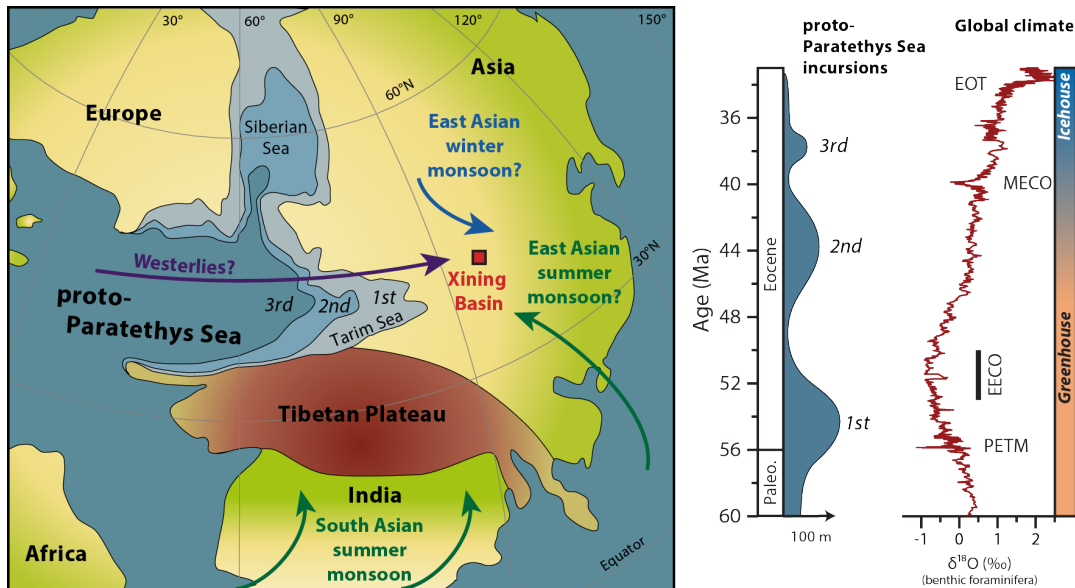 30°
60°
90°
120°
150°
Asia
60°N
Europe
Siberian
Sea
East Asian
winter
monsoon?
East Asian
summer
monsoon?
30°N
Westerlies?
Xining
Basin
proto-
Paratethys Sea
3rd
2nd
1st
Tarim Sea
Tibetan Plateau
India
South Asian
summer
monsoon
Africa
Equator
proto-
Paratethys Sea
incursions
Global climate
Age (Ma)
36
40
44
48
52
56
60
Eocene
Paleo.
3rd
2nd
1st
100 m
EOT
MECO
EECO
PETM
Icehouse
Greenhouse
-1 0 1 2
δ¹⁸O (‰)
(benthic foraminifera)